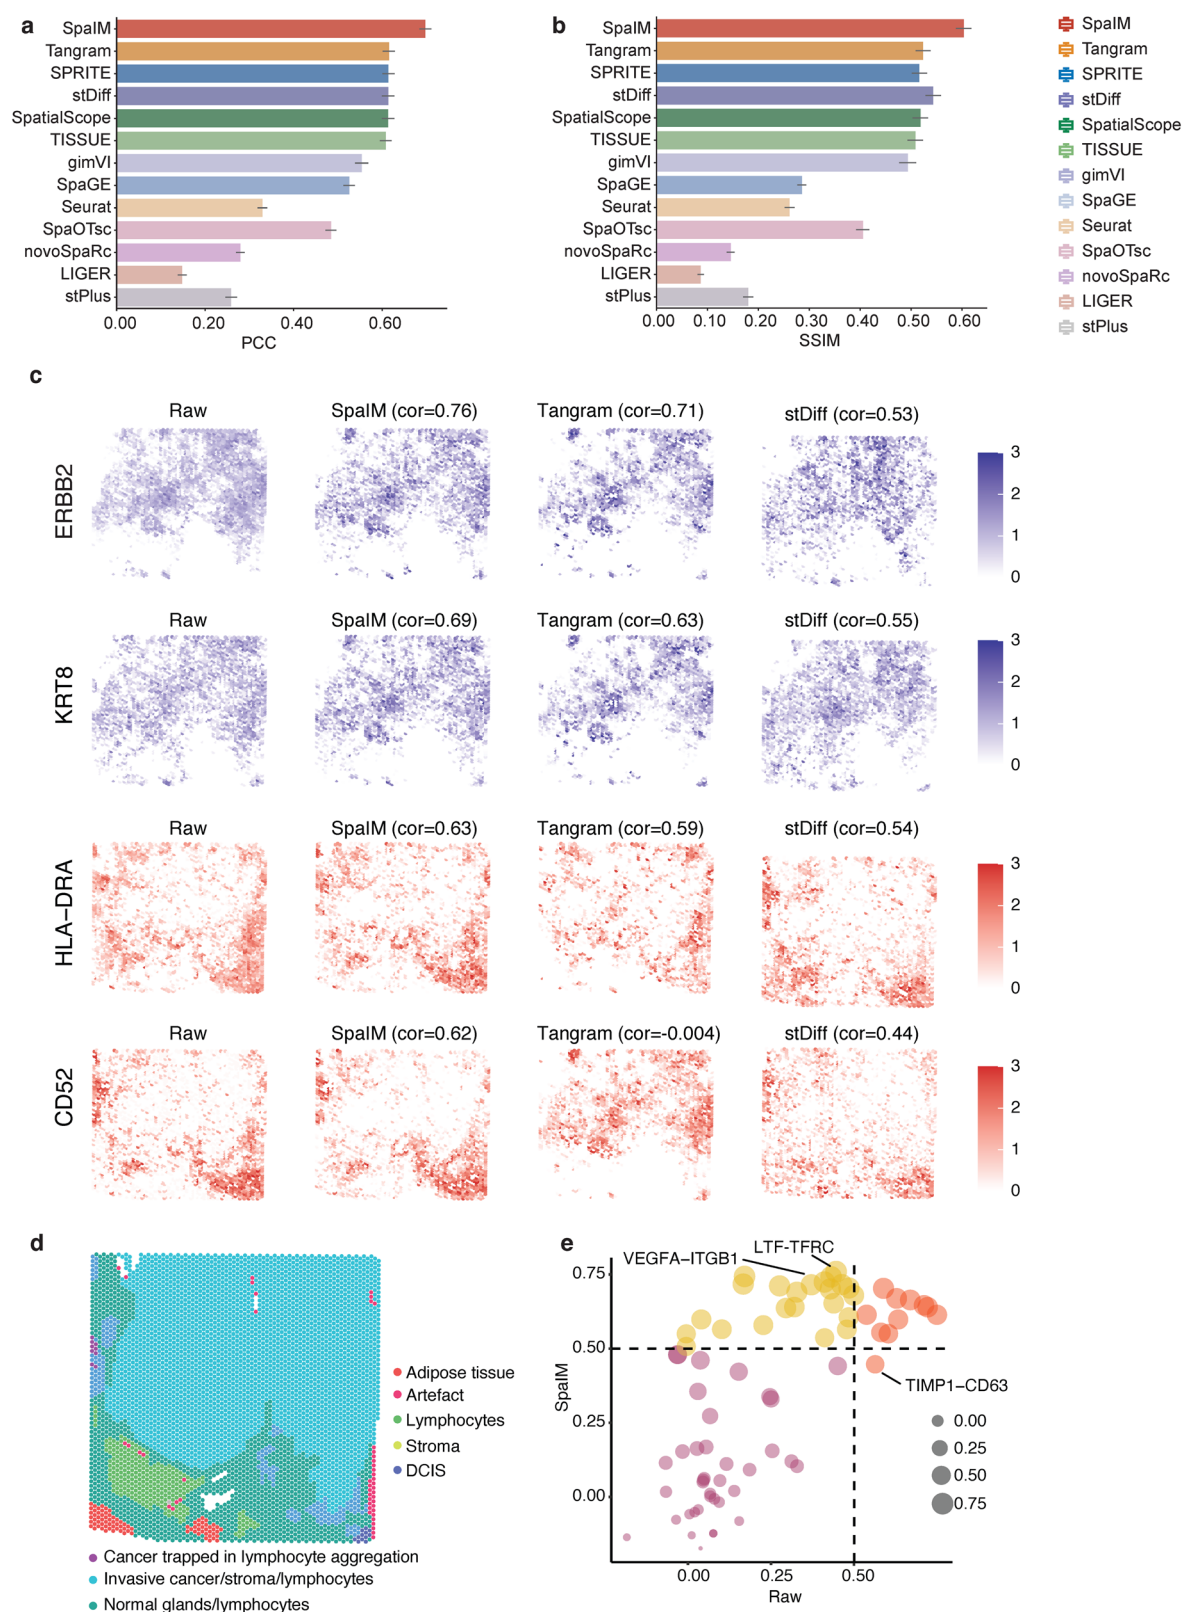 a
SpaIM
Tangram
SPRITE
stDiff
SpatialScope
TISSUE
gimVI
SpaGE
Seurat
SpaOTsc
novoSpaRc
LIGER
stPlus
0.00 0.20 0.40 0.60
PCC
b
SpaIM
Tangram
SPRITE
stDiff
SpatialScope
TISSUE
gimVI
SpaGE
Seurat
SpaOTsc
novoSpaRc
LIGER
stPlus
0.00 0.10 0.20 0.30 0.40 0.50 0.60
SSIM
SpaIM
Tangram
SPRITE
stDiff
SpatialScope
TISSUE
gimVI
SpaGE
Seurat
SpaOTsc
novoSpaRc
LIGER
stPlus
c
Raw SpaIM (cor=0.76) Tangram (cor=0.71) stDiff (cor=0.53)
ERBB2
3
2
1
0
Raw SpaIM (cor=0.69) Tangram (cor=0.63) stDiff (cor=0.55)
KRT8
3
2
1
0
Raw SpaIM (cor=0.63) Tangram (cor=0.59) stDiff (cor=0.54)
HLA−DRA
3
2
1
0
Raw SpaIM (cor=0.62) Tangram (cor=-0.004) stDiff (cor=0.44)
CD52
3
2
1
0
d
Adipose tissue
Artefact
Lymphocytes
Stroma
DCIS
Cancer trapped in lymphocyte aggregation
Invasive cancer/stroma/lymphocytes
Normal glands/lymphocytes
e
LTF-TFRC
VEGFA−ITGB1
TIMP1−CD63
0.75
0.50
0.25
0.00
SpaIM
0.00
0.25
0.50
0.75
0.00 0.25 0.50
Raw